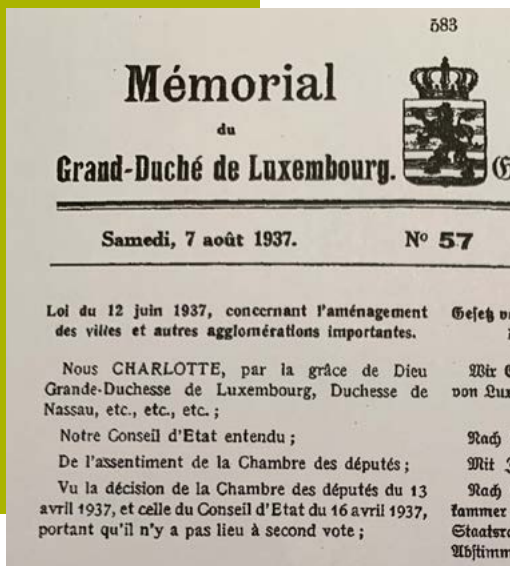 583
Mémorial
du
Grand-Duché de Luxembourg.
Samedi, 7 août 1937.
Nº 57
Loi du 12 juin 1937, concernant l'aménagement
des villes et autres agglomérations importantes.
Nous CHARLOTTE, par la grâce de Dieu
Grande-Duchesse de Luxembourg, Duchesse de
Nassau, etc., etc., etc. ;
Notre Conseil d'Etat entendu ;
De l'assentiment de la Chambre des députés ;
Vu la décision de la Chambre des députés du 13
avril 1937, et celle du Conseil d'Etat du 16 avril 1937,
portant qu'il n'y a pas lieu à second vote ;
Gesetz
Wir
von
Nach
Mit
Nach